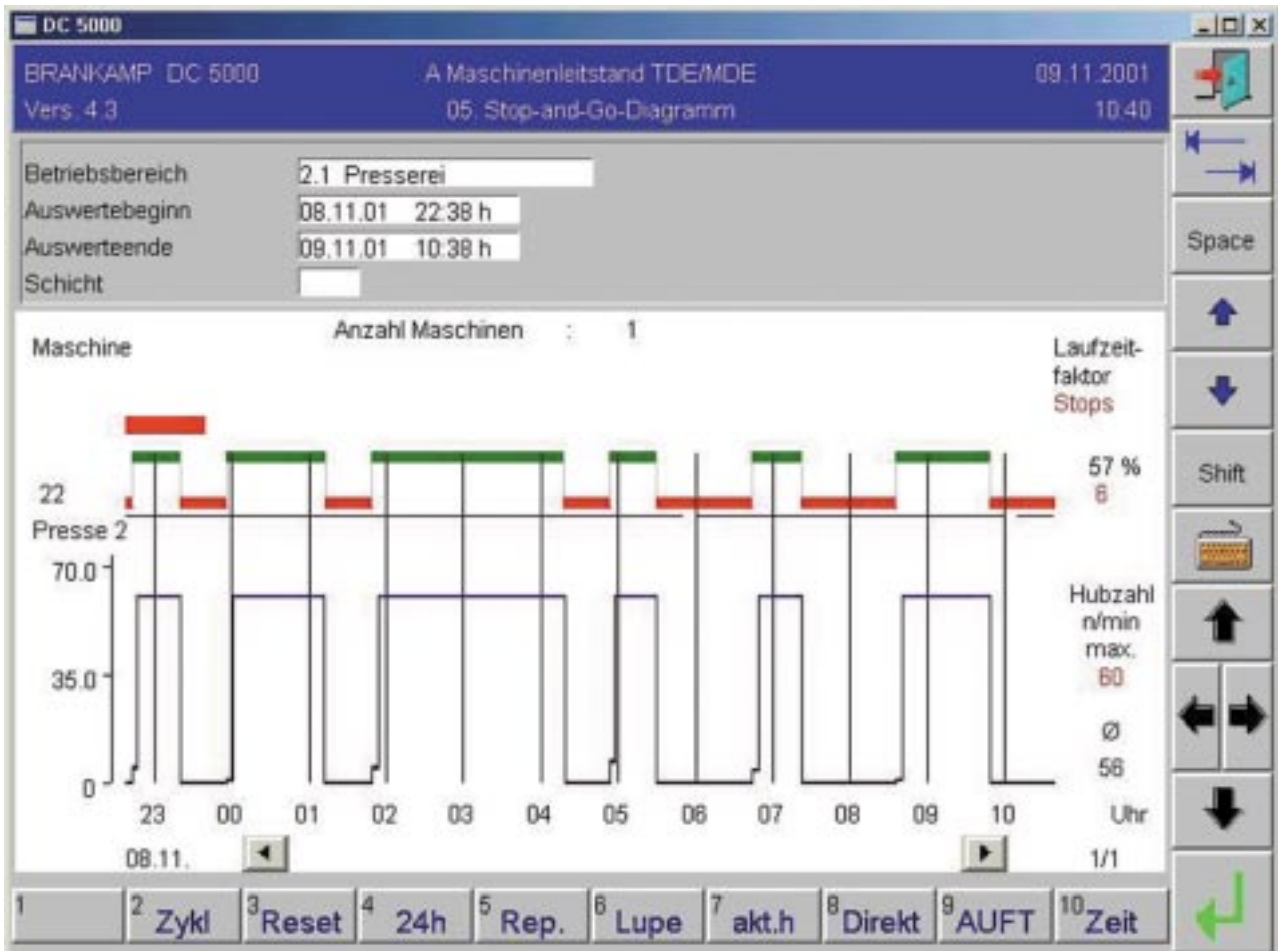 DC 5000
BRANKAMP DC 5000 A Maschinenleitstand TDE/MDE 09.11.2001
Vers. 4.3 05. Stop-and-Go-Diagramm 10:40
Betriebsbereich 2.1 Presserei
Auswertebeginn 08.11.01 22:38 h
Auswerteende 09.11.01 10:38 h
Schicht
Space
Shift
Anzahl Maschinen : 1
Maschine
Laufzeit-
faktor
Stops
57 %
22 6
Presse 2
70.0
35.0
0
Hubzahl
n/min
max.
60
Ø
56
23 00 01 02 03 04 05 06 07 08 09 10 Uhr
08.11. 1/1
1 2 Zykl 3 Reset 4 24h 5 Rep. 6 Lupe 7 akt.h 8 Direkt 9 AUFT 10 Zeit